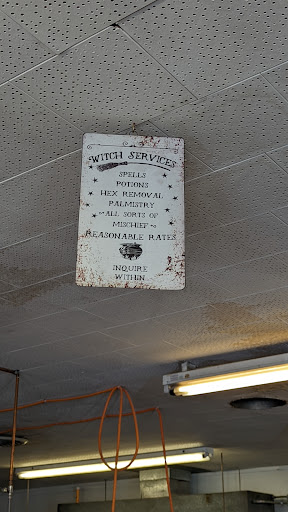 WITCH SERVICES
SPELLS
POTIONS
HEX REMOVAL
PALMISTRY
ALL SORTS OF
MISCHIEF
REASONABLE RATES
INQUIRE
WITHIN